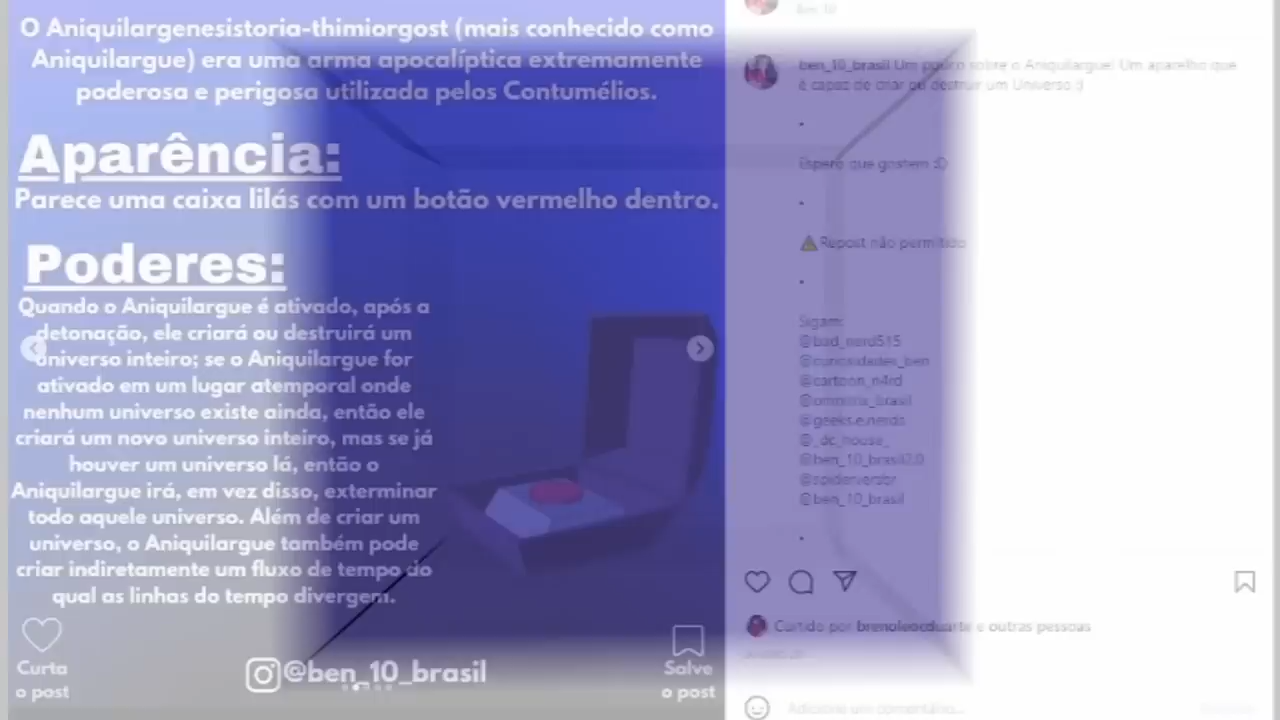 O Aniquilargenesistoria-thimiorgost (mais conhecido como
Aniquilargue) era uma arma apocalíptica extremamente
poderosa e perigosa utilizada pelos Contumélios.
Aparência:
Parece uma caixa lilás com um botão vermelho dentro.
Poderes:
Quando o Aniquilargue é ativado, após a
detonação, ele criará ou destruirá um
universo inteiro; se o Aniquilargue for
ativado em um lugar atemporal onde
nenhum universo existe ainda, então ele
criará um novo universo inteiro, mas se já
houver um universo lá, então o
Aniquilargue irá, em vez disso, exterminar
todo aquele universo. Além de criar um
universo, o Aniquilargue também pode
criar indiretamente um fluxo de tempo do
qual as linhas do tempo divergem.
Curta
o post
@ben_10_brasil
Salve
o post
Ben 10
ben_10_brasil Um pouco sobre o Aniquilargue! Um aparelho que
é capaz de criar ou destruir um Universo :)
.
Espero que gostem :D
.
⚠Repost não permitido
.
Sigam:
@bad_nerd515
@curiosidades_ben
@cartoon_n4rd
@omnitrix_brasil
@geeks.e.nerds
@_dc_house_
@ben_10_brasil2.0
@spiderverdbr
@ben_10_brasil
.
Curtido por brenoleocduarte e outras pessoas
Adicione um comentário...